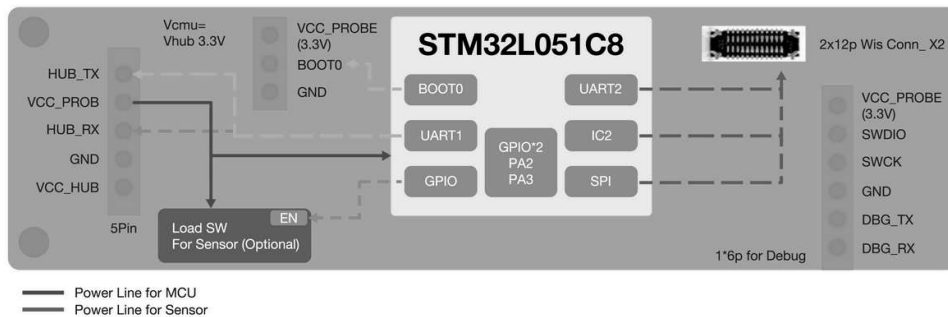 Vcmu=
Vhub 3.3V
VCC_PROBE
(3.3V)
BOOT0
GND
STM32L051C8
2x12p Wis Conn_ X2
HUB_TX
VCC_PROB
HUB_RX
GND
VCC_HUB
5Pin
BOOT0
UART2
UART1
GPIO*2
PA2
PA3
IC2
GPIO
SPI
EN
Load SW
For Sensor (Optional)
VCC_PROBE
(3.3V)
SWDIO
SWCK
GND
DBG_TX
DBG_RX
1*6p for Debug
Power Line for MCU
Power Line for Sensor